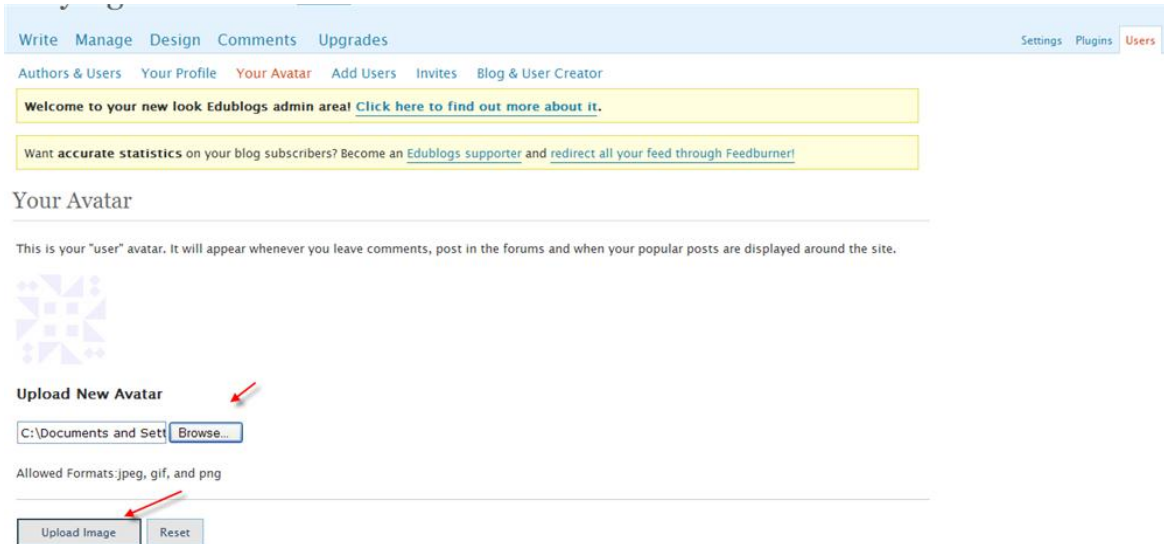 Write Manage Design Comments Upgrades Settings Plugins Users
Authors & Users Your Profile Your Avatar Add Users Invites Blog & User Creator
Welcome to your new look Edublogs admin area! Click here to find out more about it.
Want accurate statistics on your blog subscribers? Become an Edublogs supporter and redirect all your feed through Feedburner!
Your Avatar
This is your "user" avatar. It will appear whenever you leave comments, post in the forums and when your popular posts are displayed around the site.
Upload New Avatar
C:\Documents and Sett Browse...
Allowed Formats:jpeg, gif, and png
Upload Image Reset